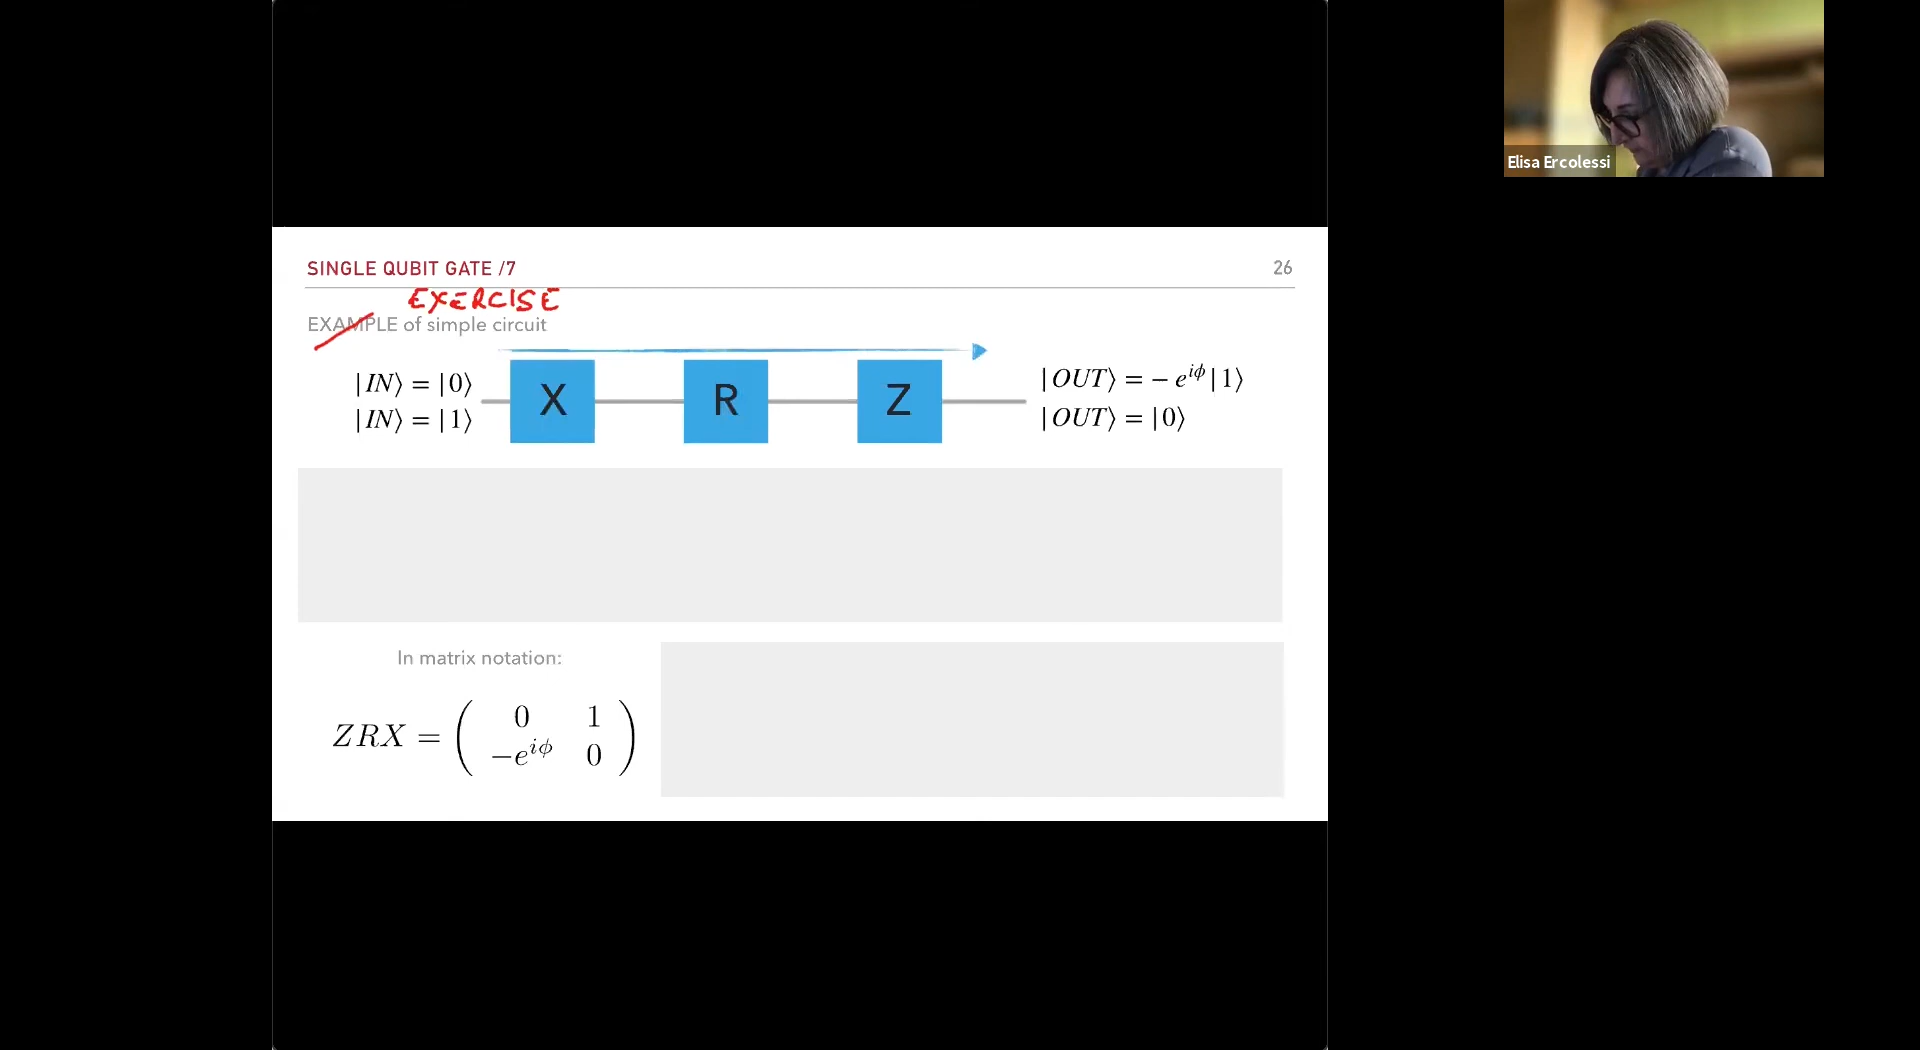 SINGLE QUBIT GATE /7
26
EXERCISE
EXAMPLE of simple circuit
|IN⟩ = |0⟩
|IN⟩ = |1⟩
X
R
Z
|OUT⟩ = − e^{iϕ} |1⟩
|OUT⟩ = |0⟩
In matrix notation:
ZRX = ( 0 1
−e^{iϕ} 0 )
Elisa Ercolessi